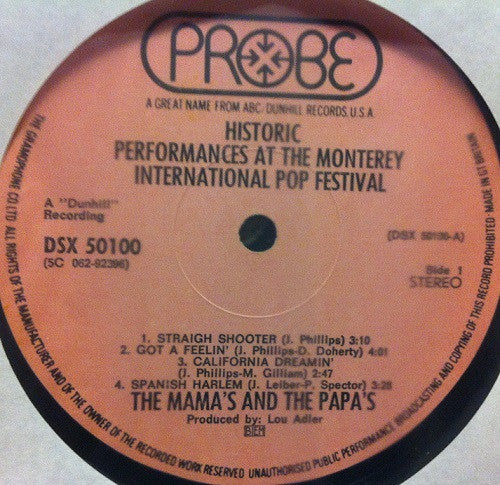 PROBE
A GREAT NAME FROM ABC/DUNHILL RECORDS, U.S.A.
HISTORIC
PERFORMANCES AT THE MONTEREY
INTERNATIONAL POP FESTIVAL
A "Dunhill"
Recording
DSX 50100
(5C 062-92396)
(DSX 50100-A)
Side 1
STEREO
1. STRAIGH SHOOTER (J. Phillips) 3:10
2. GOT A FEELIN' (J. Phillips-D. Doherty) 4:01
3. CALIFORNIA DREAMIN'
(J. Phillips-M. Gilliam) 2:47
4. SPANISH HARLEM (J. Leiber-P. Spector) 3:28
THE MAMA'S AND THE PAPA'S
Produced by: Lou Adler
BIEM
THE GRAMOPHONE CO LTD ALL RIGHTS OF THE MANUFACTURER AND OF THE OWNER OF THE RECORDED WORK RESERVED UNAUTHORISED PUBLIC PERFORMANCE BROADCASTING AND COPYING OF THIS RECORD PROHIBITED · MADE IN GT BRITAIN